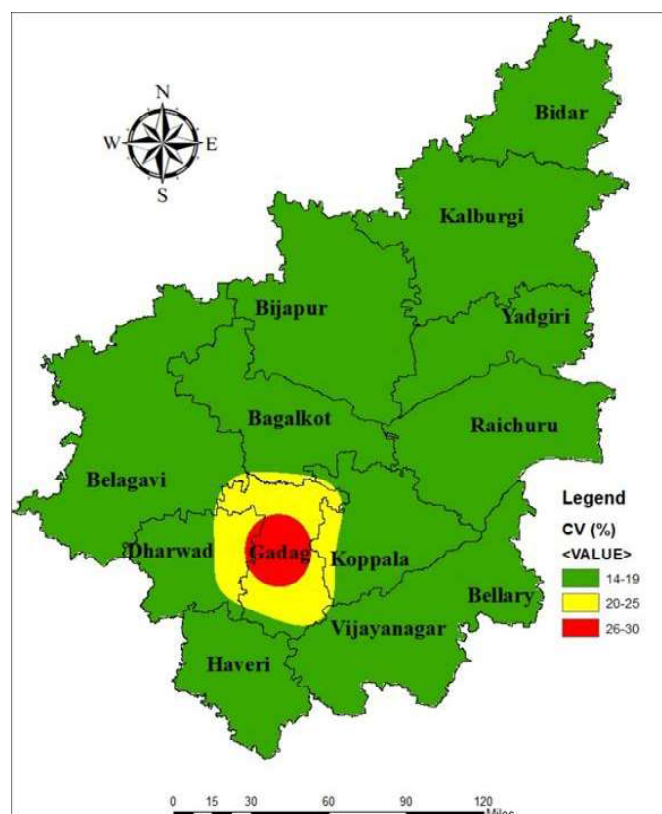 N
W E
S
Bidar
Kalburgi
Bijapur
Yadgiri
Bagalkot
Raichuru
Belagavi
Legend
CV (%)
<VALUE>
14-19
20-25
26-30
Dharwad
Gadag
Koppala
Bellary
Vijayanagar
Haveri
0 15 30 60 90 120
Miles